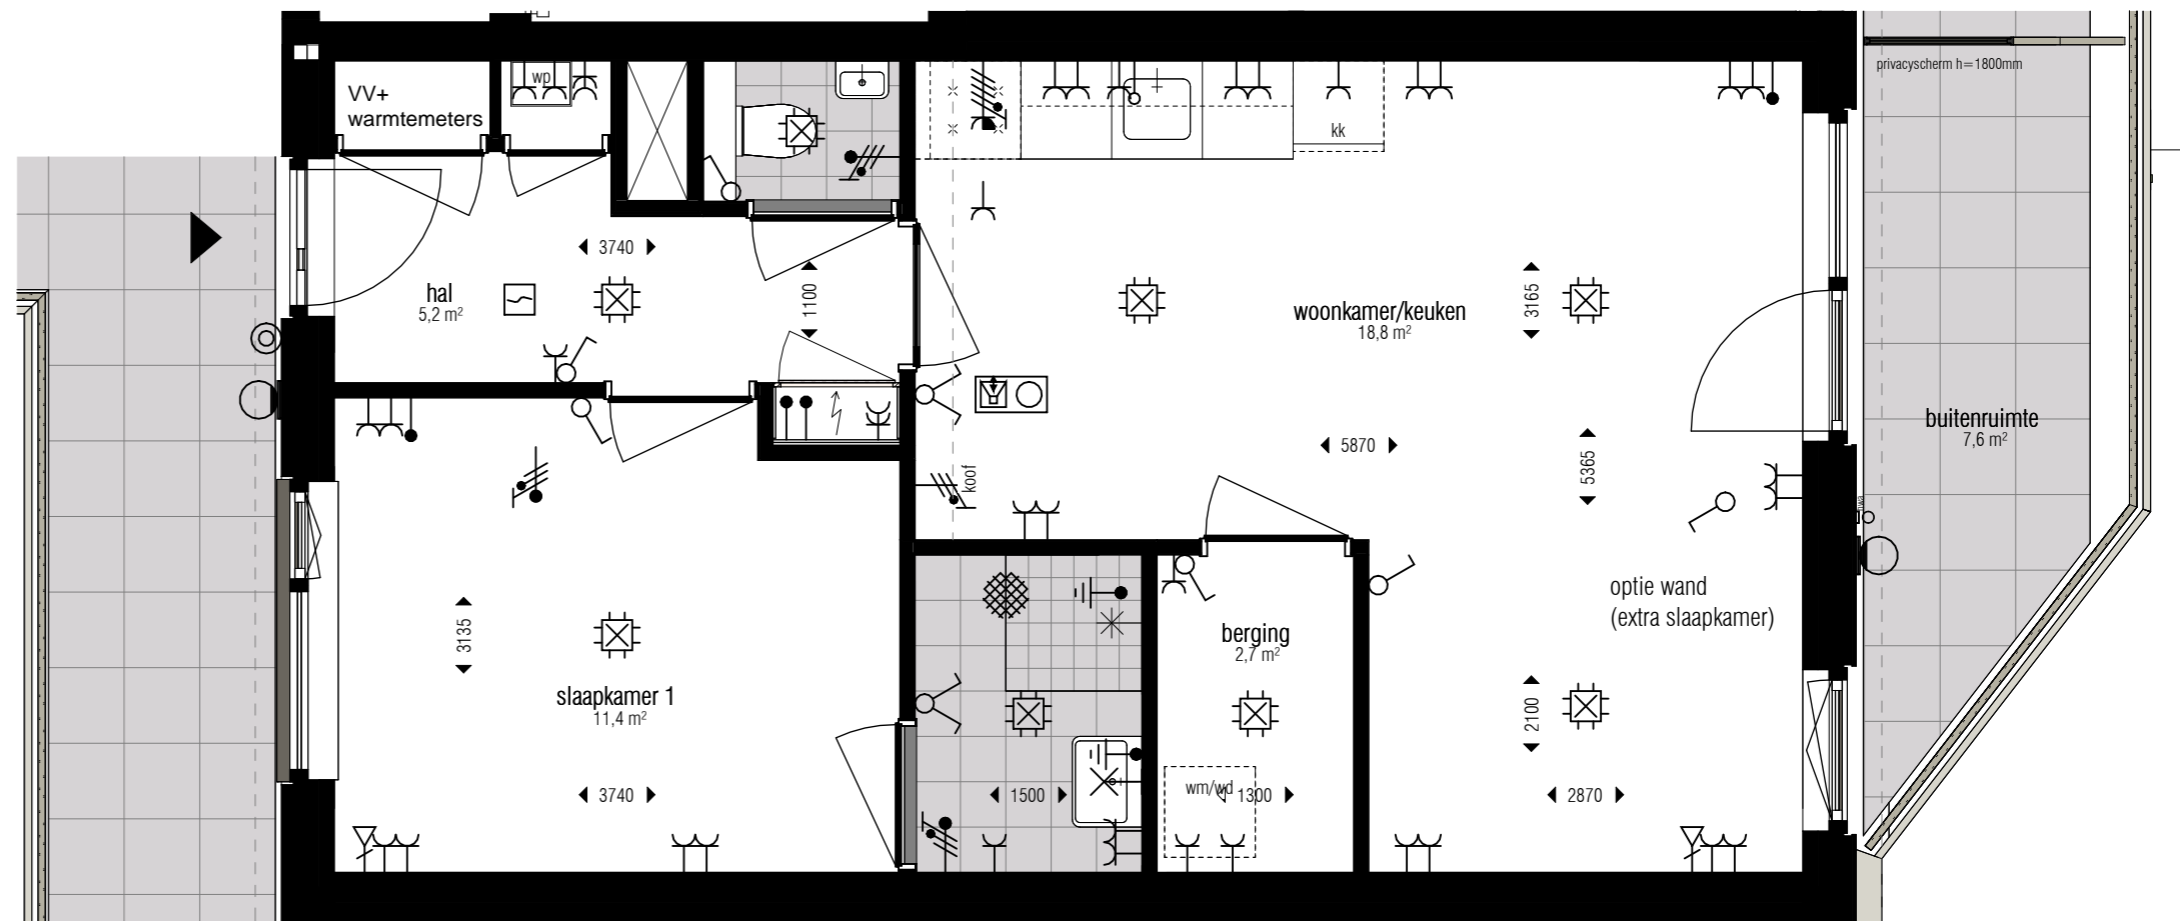 privacyscherm h=1800mm
wp
VV+
warmtemeters
kk
3740
hal
5,2 m²
1100
woonkamer/keuken
18,8 m²
3165
buitenruimte
7,6 m²
5870
5365
koof
optie wand
(extra slaapkamer)
3135
berging
2,7 m²
slaapkamer 1
11,4 m²
2100
3740
1500
wm/wd
1300
2870